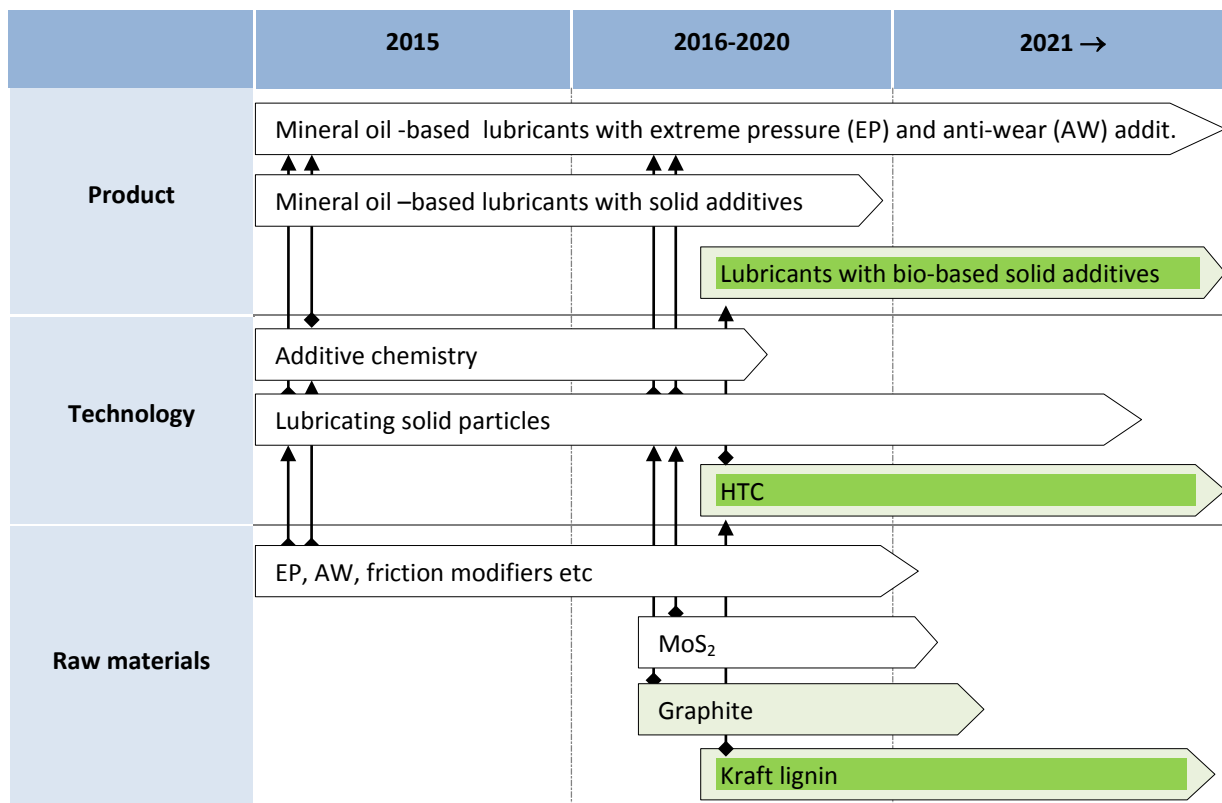 2015
2016-2020
2021 →
Product
Mineral oil -based lubricants with extreme pressure (EP) and anti-wear (AW) addit.
Mineral oil –based lubricants with solid additives
Lubricants with bio-based solid additives
Technology
Additive chemistry
Lubricating solid particles
HTC
Raw materials
EP, AW, friction modifiers etc
MoS₂
Graphite
Kraft lignin